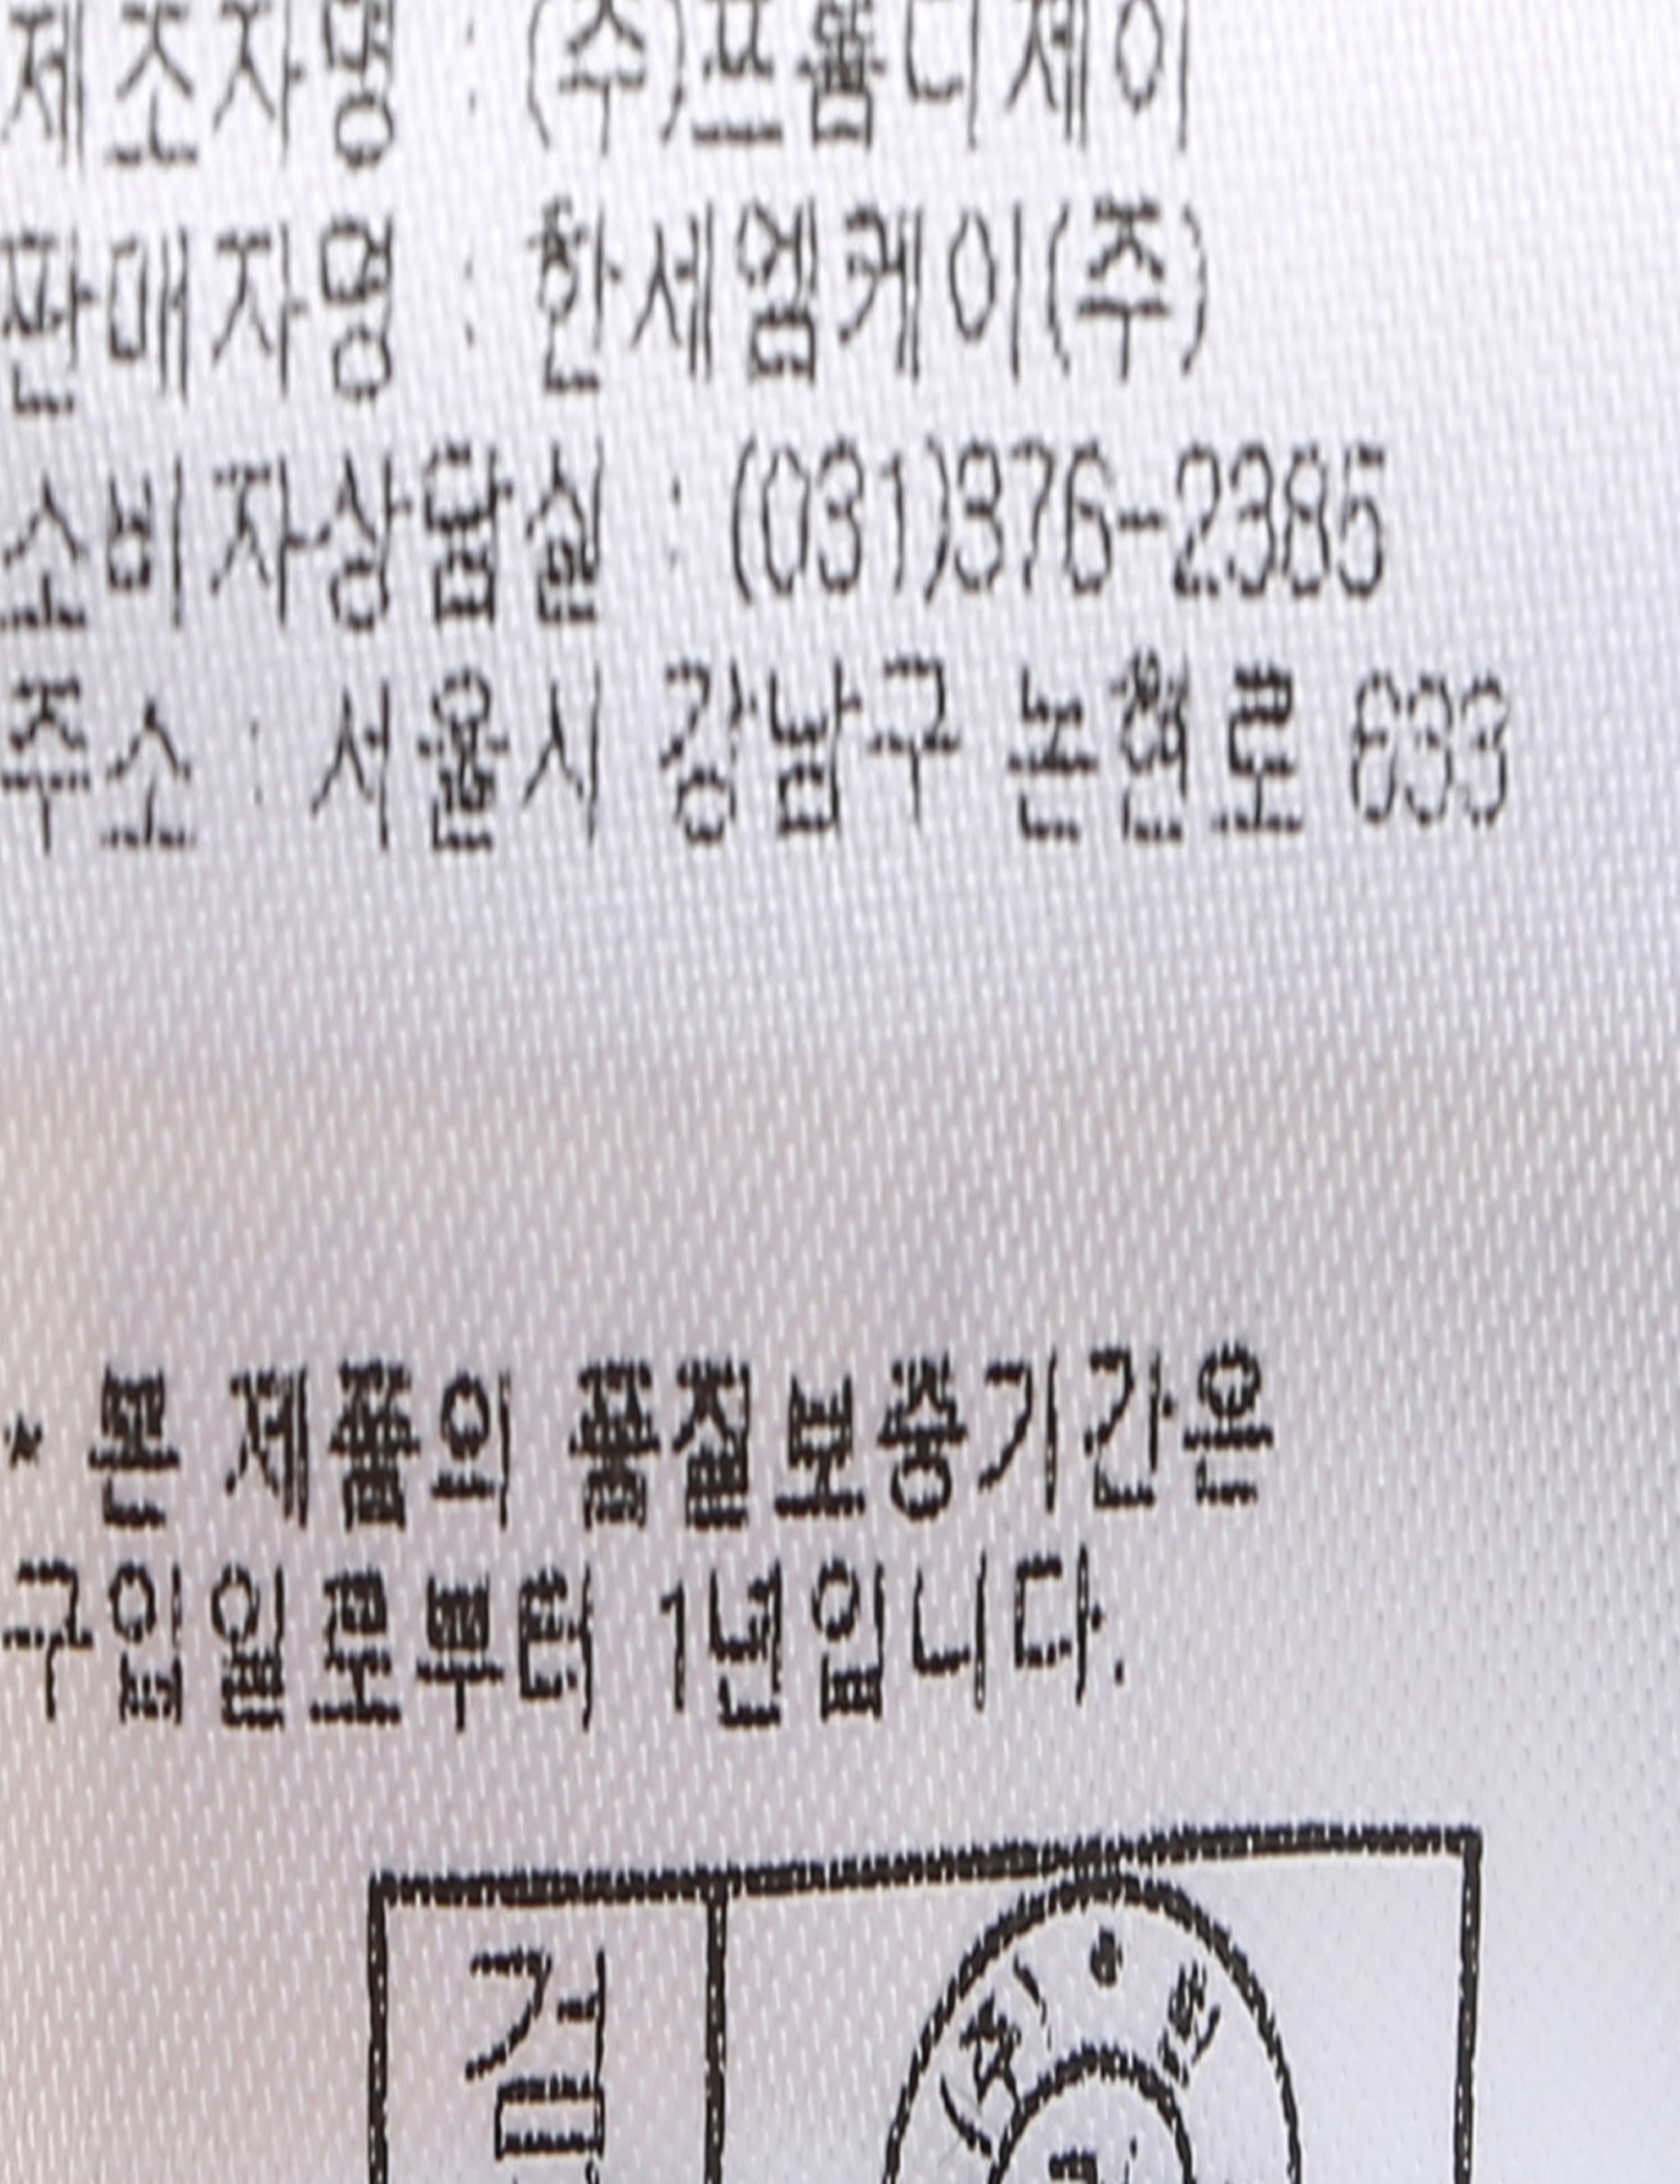 제조자명 : (주)프롬디제이
판매자명 : 한세엠케이(주)
소비자상담실 : (031)376-2385
주소 : 서울시 강남구 논현로 633
* 본 제품의 품질보증기간은
구입일로부터 1년입니다.
검